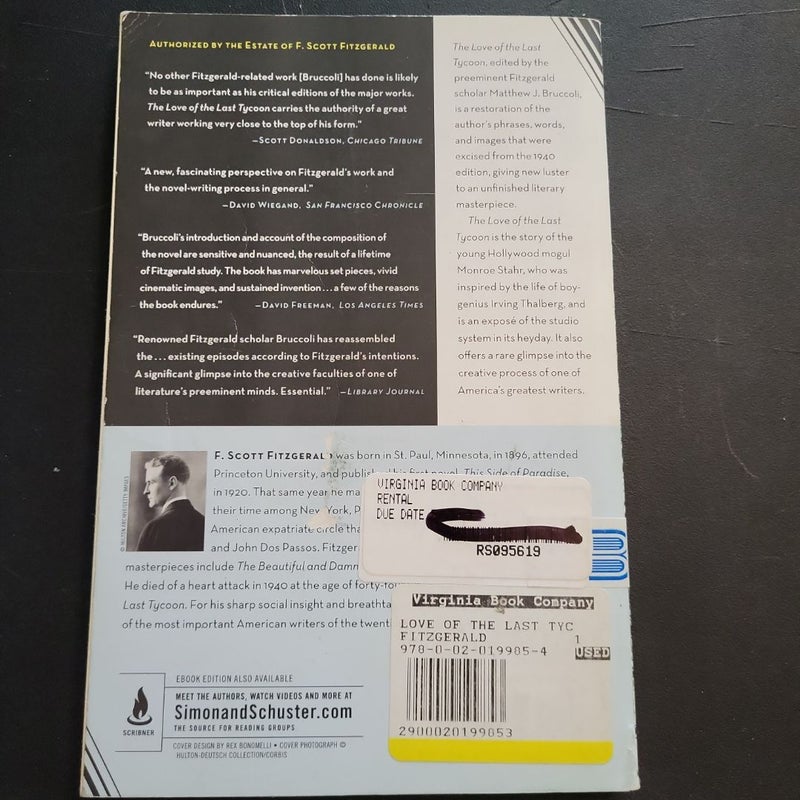 AUTHORIZED BY THE ESTATE OF F. SCOTT FITZGERALD
"No other Fitzgerald-related work [Bruccoli] has done is likely
to be as important as his critical editions of the major works.
The Love of the Last Tycoon carries the authority of a great
writer working very close to the top of his form."
—SCOTT DONALDSON, CHICAGO TRIBUNE
"A new, fascinating perspective on Fitzgerald's work and
the novel-writing process in general."
—DAVID WIEGAND, SAN FRANCISCO CHRONICLE
"Bruccoli's introduction and account of the composition of
the novel are sensitive and nuanced, the result of a lifetime
of Fitzgerald study. The book has marvelous set pieces, vivid
cinematic images, and sustained invention . . . a few of the reasons
the book endures." —DAVID FREEMAN, LOS ANGELES TIMES
"Renowned Fitzgerald scholar Bruccoli has reassembled
the . . . existing episodes according to Fitzgerald's intentions.
A significant glimpse into the creative faculties of one of
literature's preeminent minds. Essential." —LIBRARY JOURNAL
The Love of the Last
Tycoon, edited by the
preeminent Fitzgerald
scholar Matthew J. Bruccoli,
is a restoration of the
author's phrases, words,
and images that were
excised from the 1940
edition, giving new luster
to an unfinished literary
masterpiece.
The Love of the Last
Tycoon is the story of the
young Hollywood mogul
Monroe Stahr, who was
inspired by the life of boy-
genius Irving Thalberg, and
is an exposé of the studio
system in its heyday. It also
offers a rare glimpse into the
creative process of one of
America's greatest writers.
© HULTON ARCHIVE/GETTY IMAGES
F. SCOTT FITZGERALD was born in St. Paul, Minnesota, in 1896, attended
Princeton University, and published his first novel, This Side of Paradise,
in 1920. That same year he ma
their time among New York, P
American expatriate circle tha
and John Dos Passos. Fitzger
masterpieces include The Beautiful and Damn
He died of a heart attack in 1940 at the age of forty-four
Last Tycoon. For his sharp social insight and breathta
of the most important American writers of the twent
VIRGINIA BOOK COMPANY
RENTAL
DUE DATE
RS095619
Virginia Book Company
LOVE OF THE LAST TYC
FITZGERALD 1
978-0-02-019985-4 USED
2900020199853
SCRIBNER
EBOOK EDITION ALSO AVAILABLE
MEET THE AUTHORS, WATCH VIDEOS AND MORE AT
SimonandSchuster.com
THE SOURCE FOR READING GROUPS
COVER DESIGN BY REX BONOMELLI • COVER PHOTOGRAPH ©
HULTON-DEUTSCH COLLECTION/CORBIS